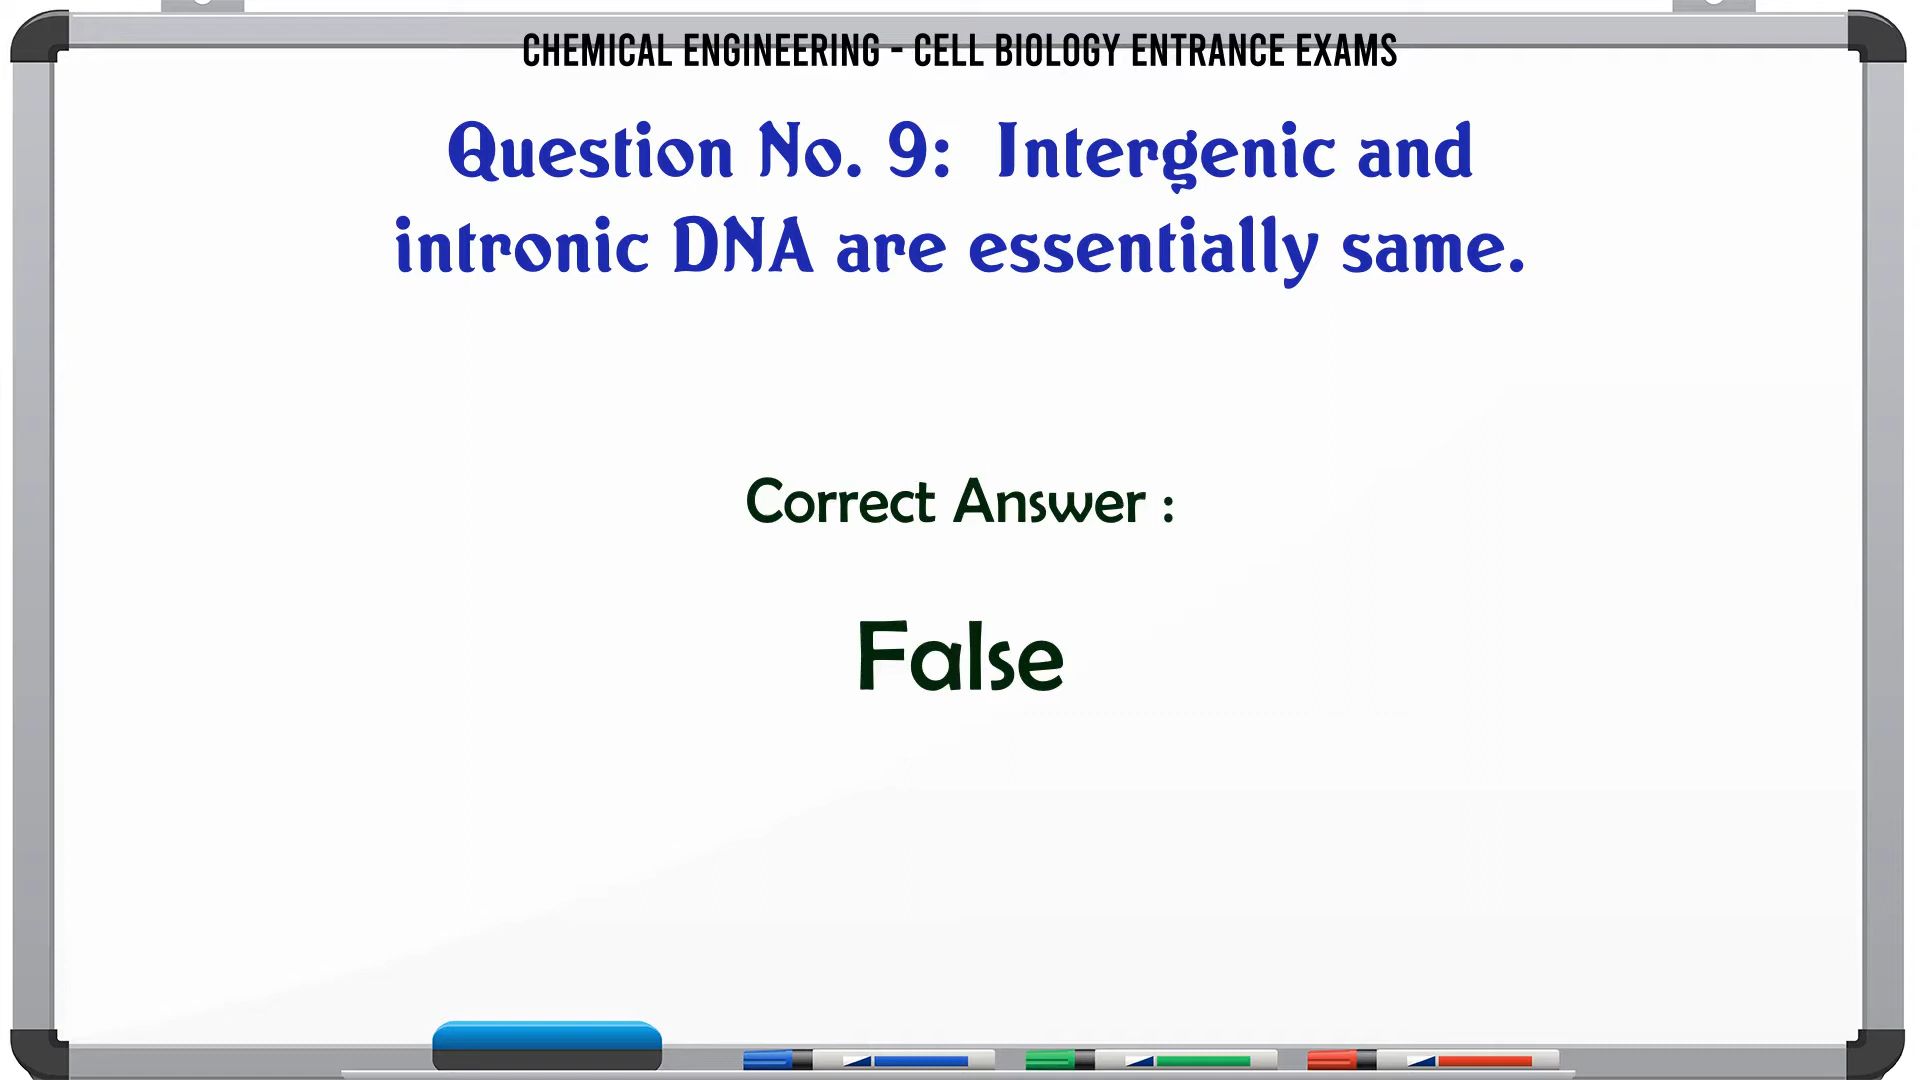 CHEMICAL ENGINEERING - CELL BIOLOGY ENTRANCE EXAMS
Question No. 9: Intergenic and
intronic DNA are essentially same.
Correct Answer :
False